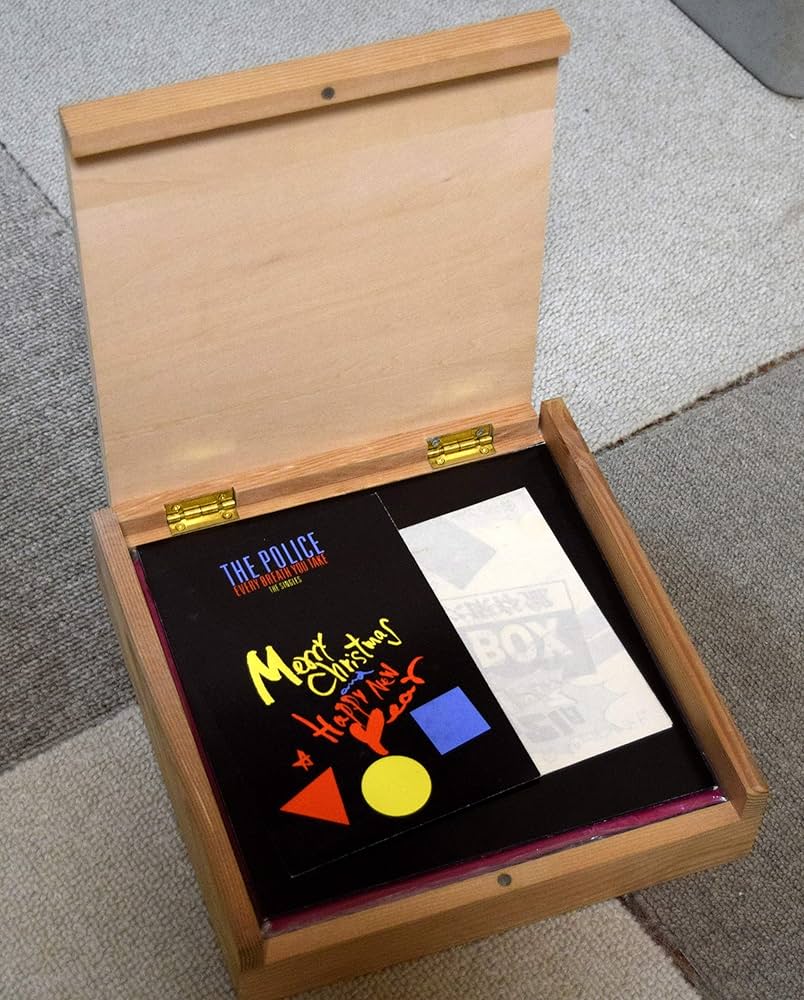 THE POLICE
EVERY BREATH YOU TAKE
THE SINGLES
Merry
Christmas
and
Happy New
Year
BOX